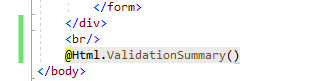 </form>
</div>
<br/>
@Html.ValidationSummary()
</body>